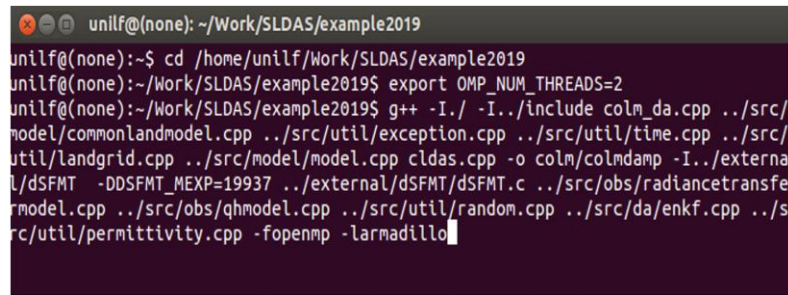 unilf@(none): ~/Work/SLDAS/example2019
unilf@(none):~$ cd /home/unilf/Work/SLDAS/example2019
unilf@(none):~/Work/SLDAS/example2019$ export OMP_NUM_THREADS=2
unilf@(none):~/Work/SLDAS/example2019$ g++ -I./ -I../include colm_da.cpp ../src/
model/commonlandmodel.cpp ../src/util/exception.cpp ../src/util/time.cpp ../src/
util/landgrid.cpp ../src/model/model.cpp cldas.cpp -o colm/colmdamp -I../externa
l/dSFMT  -DDSFMT_MEXP=19937 ../external/dSFMT/dSFMT.c ../src/obs/radiancetransfe
rmodel.cpp ../src/obs/qhmodel.cpp ../src/util/random.cpp ../src/da/enkf.cpp ../s
rc/util/permittivity.cpp -fopenmp -larmadillo